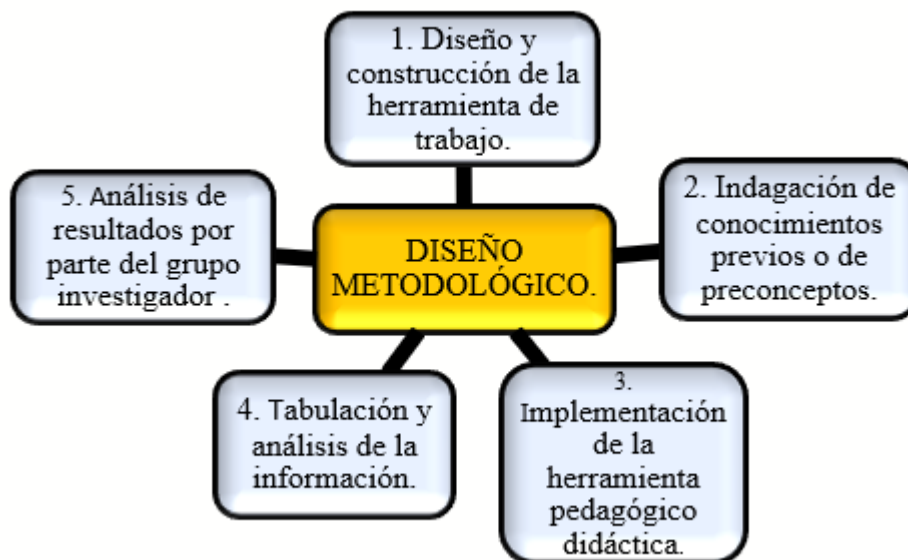 1. Diseño y
construcción de la
herramienta de
trabajo.
2. Indagación de
conocimientos
previos o de
preconceptos.
3.
Implementación
de la
herramienta
pedagógico
didáctica.
4. Tabulación y
análisis de la
información.
5. Análisis de
resultados por
parte del grupo
investigador .
DISEÑO
METODOLÓGICO.